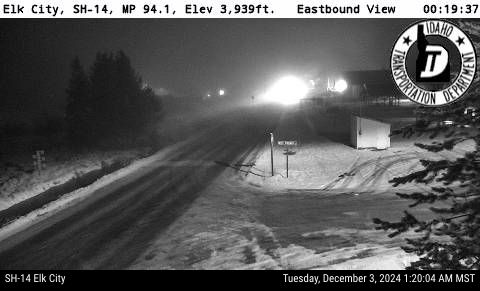 Elk City, SH-14, MP 94.1, Elev 3,939ft.   Eastbound View   00:19:37
IDAHO
TRANSPORTATION DEPARTMENT
SH-14 Elk City
Tuesday, December 3, 2024 1:20:04 AM MST